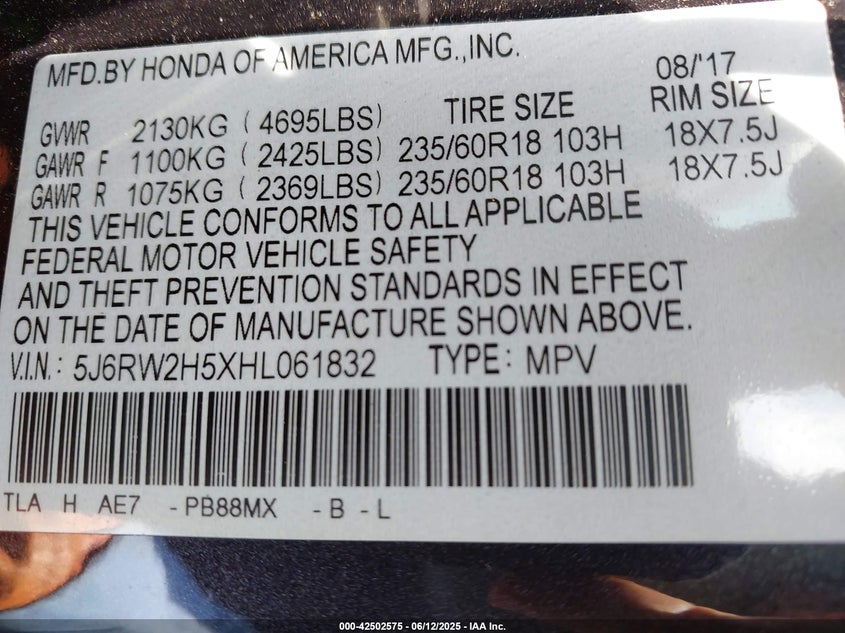 MFD.BY HONDA OF AMERICA MFG.,INC. 08/'17
GVWR 2130KG ( 4695LBS) TIRE SIZE RIM SIZE
GAWR F 1100KG ( 2425LBS) 235/60R18 103H 18X7.5J
GAWR R 1075KG ( 2369LBS) 235/60R18 103H 18X7.5J
THIS VEHICLE CONFORMS TO ALL APPLICABLE
FEDERAL MOTOR VEHICLE SAFETY
AND THEFT PREVENTION STANDARDS IN EFFECT
ON THE DATE OF MANUFACTURE SHOWN ABOVE.
V.I.N.: 5J6RW2H5XHL061832 TYPE: MPV
TLA H AE7 - PB88MX - B - L
000-42502575 - 06/12/2025 - IAA Inc.